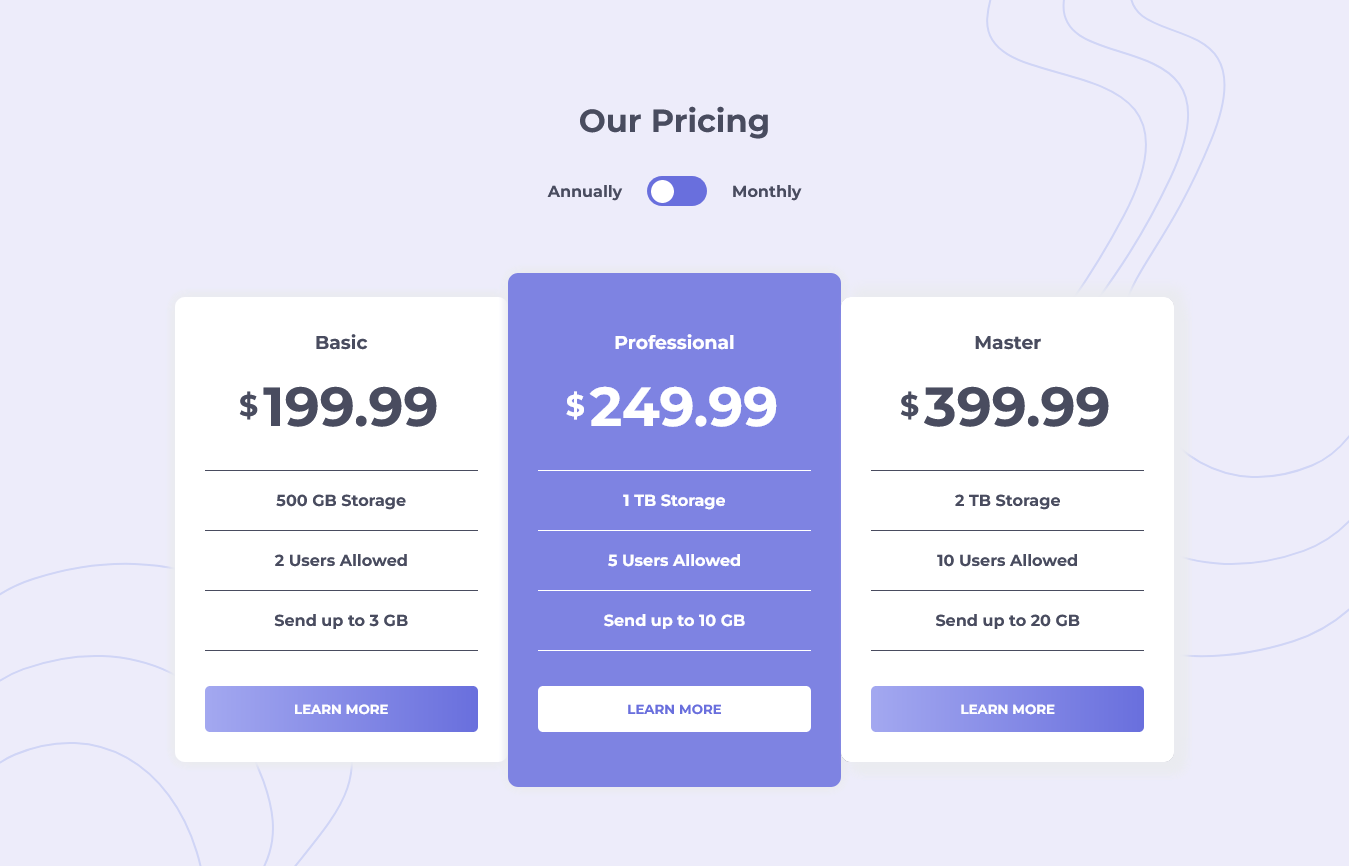 Our Pricing
Annually
Monthly
Basic
$199.99
500 GB Storage
2 Users Allowed
Send up to 3 GB
LEARN MORE
Professional
$249.99
1 TB Storage
5 Users Allowed
Send up to 10 GB
LEARN MORE
Master
$399.99
2 TB Storage
10 Users Allowed
Send up to 20 GB
LEARN MORE